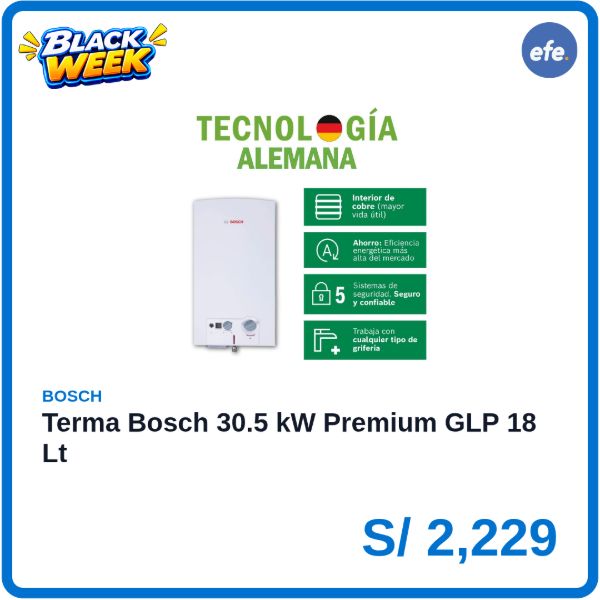 BLACK
WEEK
efe.
TECNOLOGÍA
ALEMANA
BOSCH
Interior de
cobre (mayor
vida útil)
A
Ahorro: Eficiencia
energética más
alta del mercado
5
Sistemas de
seguridad. Seguro
y confiable
Trabaja con
cualquier tipo de
grifería
BOSCH
Terma Bosch 30.5 kW Premium GLP 18
Lt
S/ 2,229